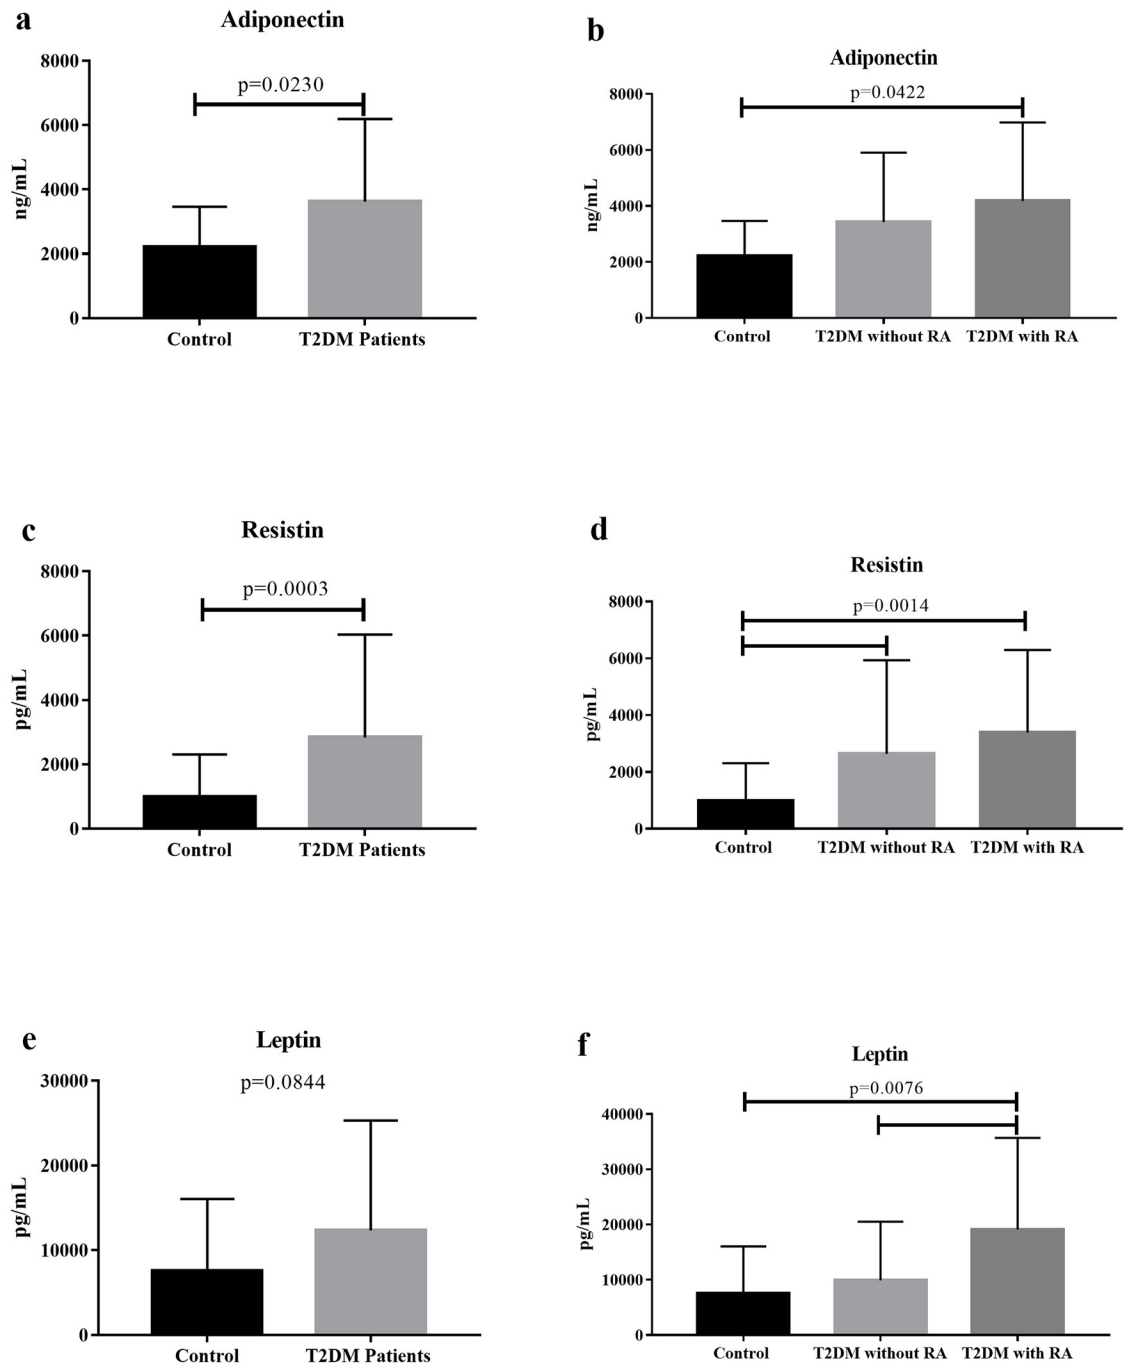 a
Adiponectin
8000
6000
4000
2000
0
ng/mL
p=0.0230
Control
T2DM Patients
b
Adiponectin
8000
6000
4000
2000
0
ng/mL
p=0.0422
Control
T2DM without RA
T2DM with RA
c
Resistin
8000
6000
4000
2000
0
pg/mL
p=0.0003
Control
T2DM Patients
d
Resistin
8000
6000
4000
2000
0
pg/mL
p=0.0014
Control
T2DM without RA
T2DM with RA
e
Leptin
30000
20000
10000
0
pg/mL
p=0.0844
Control
T2DM Patients
f
Leptin
40000
30000
20000
10000
0
pg/mL
p=0.0076
Control
T2DM without RA
T2DM with RA